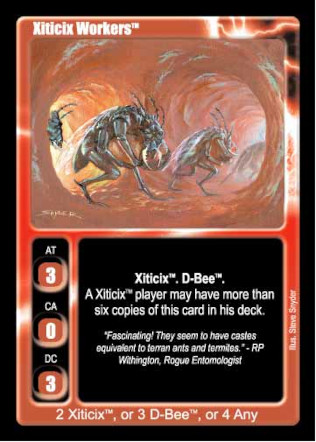 Xiticix Workers™
SNYDER
AT
3
CA
0
DC
3
Xiticix™. D-Bee™.
A Xiticix™ player may have more than
six copies of this card in his deck.
"Fascinating! They seem to have castes
equivalent to terran ants and termites." - RP
Withington, Rogue Entomologist
Illus. Steve Snyder
2 Xiticix™, or 3 D-Bee™, or 4 Any